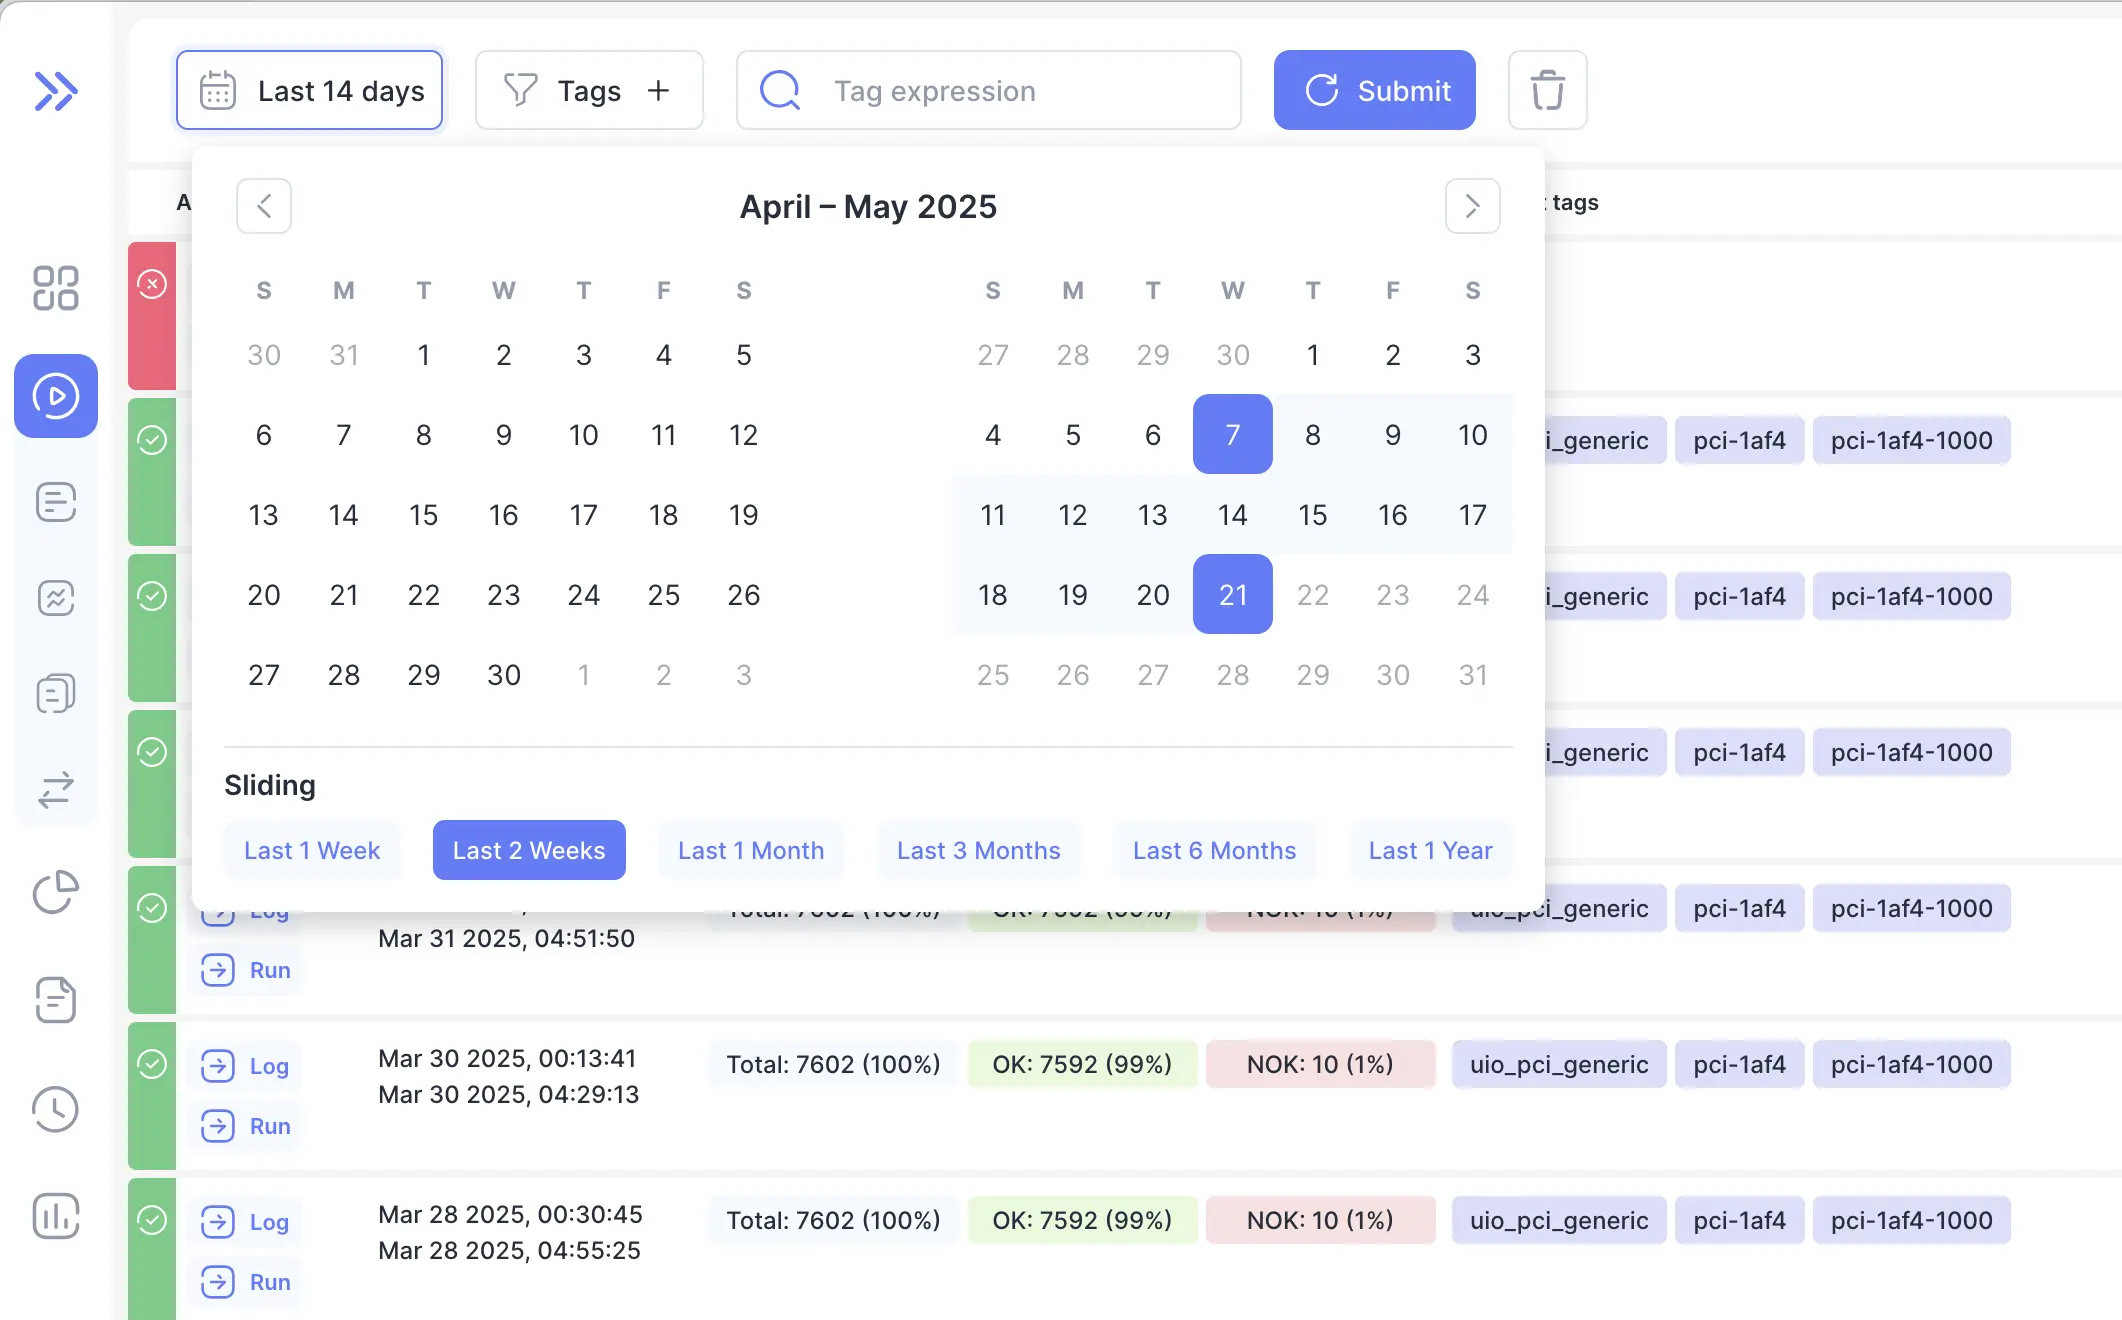 Last 14 days Tags + Tag expression Submit
A tags
April – May 2025
S M T W T F S
30 31 1 2 3 4 5
6 7 8 9 10 11 12
13 14 15 16 17 18 19
20 21 22 23 24 25 26
27 28 29 30 1 2 3
S M T W T F S
27 28 29 30 1 2 3
4 5 6 7 8 9 10
11 12 13 14 15 16 17
18 19 20 21 22 23 24
25 26 27 28 29 30 31
Sliding
Last 1 Week Last 2 Weeks Last 1 Month Last 3 Months Last 6 Months Last 1 Year
i_generic pci-1af4 pci-1af4-1000
i_generic pci-1af4 pci-1af4-1000
i_generic pci-1af4 pci-1af4-1000
Log Total: 7592 (100%) OK: 7592 (99%) NOK: 10 (1%) uio_pci_generic pci-1af4 pci-1af4-1000
Mar 31 2025, 04:51:50
Run
Log Mar 30 2025, 00:13:41 Total: 7602 (100%) OK: 7592 (99%) NOK: 10 (1%) uio_pci_generic pci-1af4 pci-1af4-1000
Mar 30 2025, 04:29:13
Run
Log Mar 28 2025, 00:30:45 Total: 7602 (100%) OK: 7592 (99%) NOK: 10 (1%) uio_pci_generic pci-1af4 pci-1af4-1000
Mar 28 2025, 04:55:25
Run